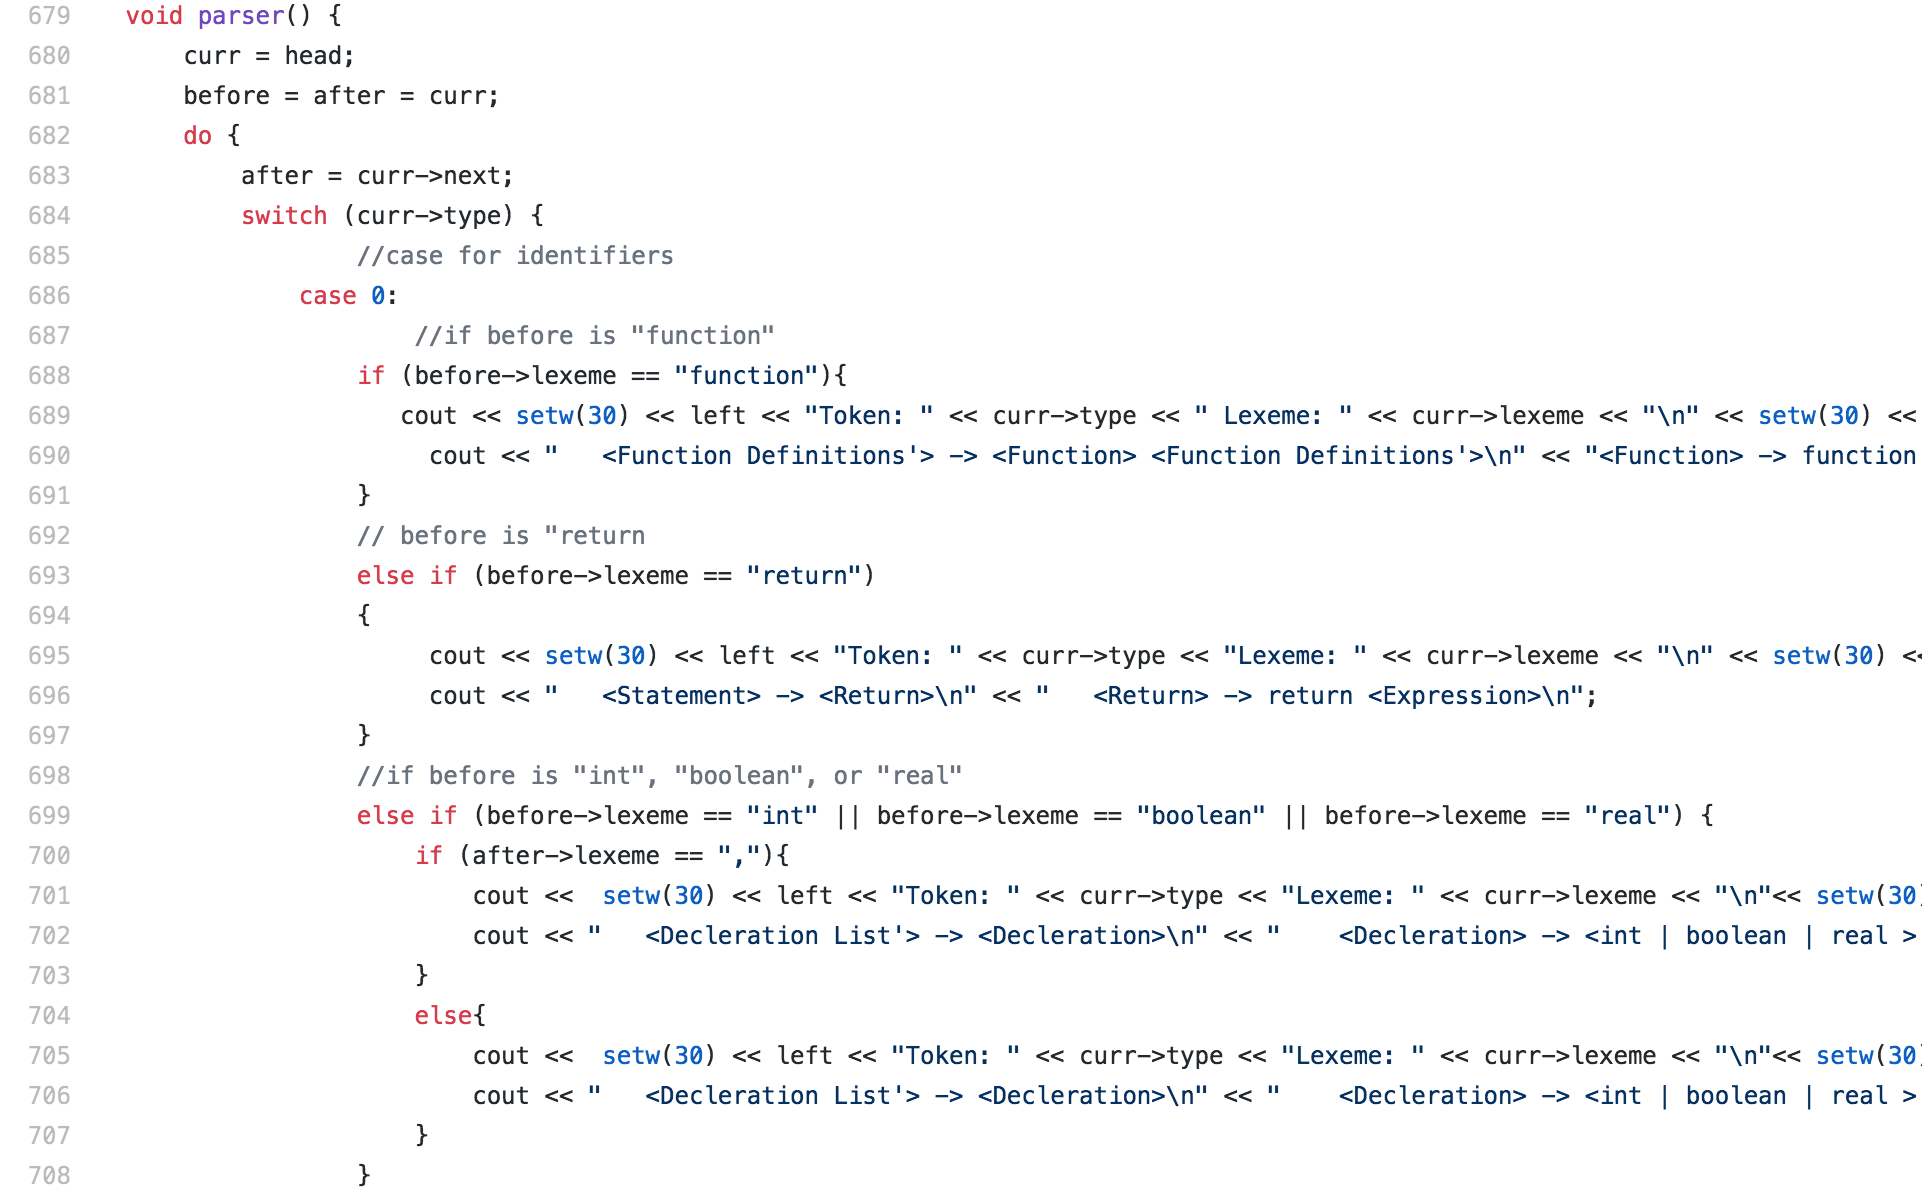 679 void parser() {
680 curr = head;
681 before = after = curr;
682 do {
683 after = curr->next;
684 switch (curr->type) {
685 //case for identifiers
686 case 0:
687 //if before is "function"
688 if (before->lexeme == "function"){
689 cout << setw(30) << left << "Token: " << curr->type << " Lexeme: " << curr->lexeme << "\n" << setw(30) <<
690 cout << "   <Function Definitions'> -> <Function> <Function Definitions'>\n" << "<Function> -> function
691 }
692 // before is "return
693 else if (before->lexeme == "return")
694 {
695 cout << setw(30) << left << "Token: " << curr->type << "Lexeme: " << curr->lexeme << "\n" << setw(30) <<
696 cout << "   <Statement> -> <Return>\n" << "   <Return> -> return <Expression>\n";
697 }
698 //if before is "int", "boolean", or "real"
699 else if (before->lexeme == "int" || before->lexeme == "boolean" || before->lexeme == "real") {
700 if (after->lexeme == ","){
701 cout <<  setw(30) << left << "Token: " << curr->type << "Lexeme: " << curr->lexeme << "\n"<< setw(30)
702 cout << "   <Decleration List'> -> <Decleration>\n" << "    <Decleration> -> <int | boolean | real >
703 }
704 else{
705 cout <<  setw(30) << left << "Token: " << curr->type << "Lexeme: " << curr->lexeme << "\n"<< setw(30)
706 cout << "   <Decleration List'> -> <Decleration>\n" << "    <Decleration> -> <int | boolean | real >
707 }
708 }